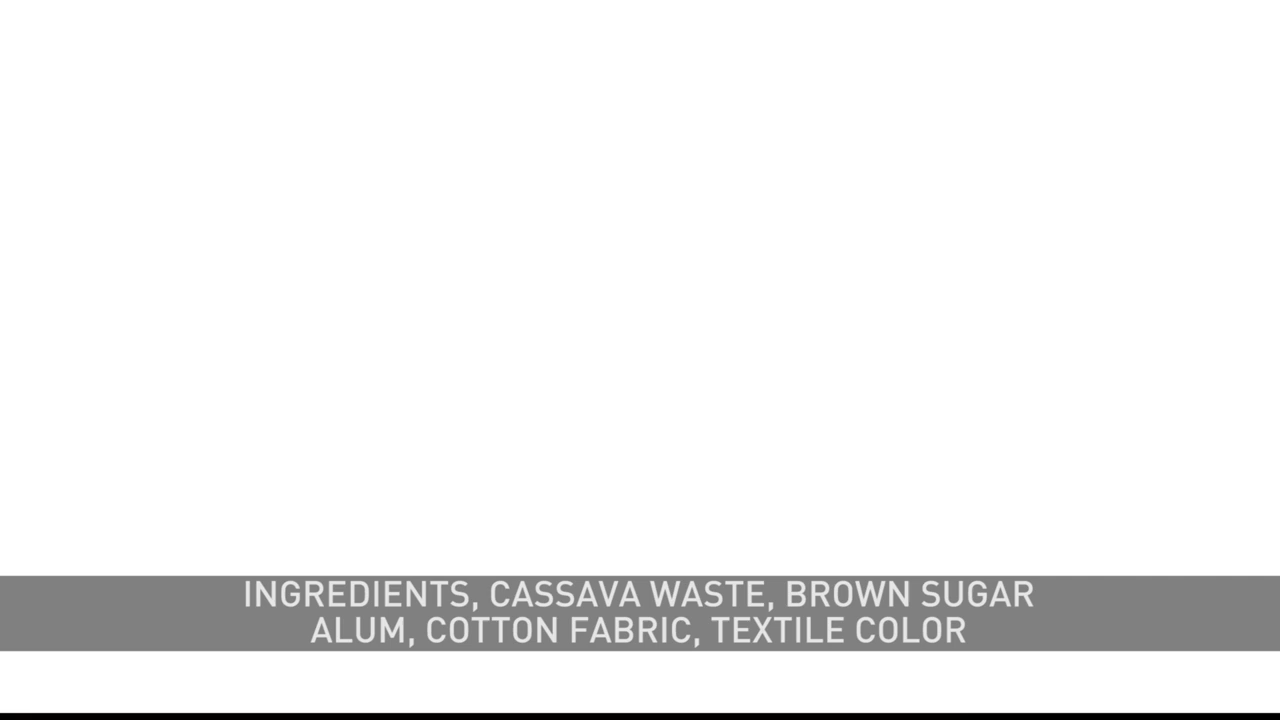 INGREDIENTS, CASSAVA WASTE, BROWN SUGAR
ALUM, COTTON FABRIC, TEXTILE COLOR